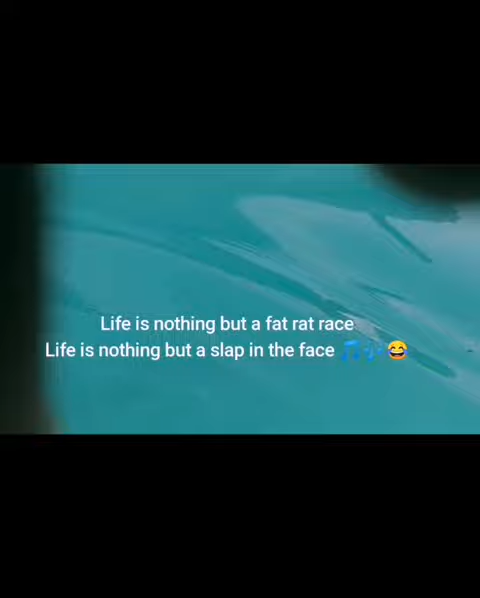 Life is nothing but a fat rat race
Life is nothing but a slap in the face 🎵🎶😂